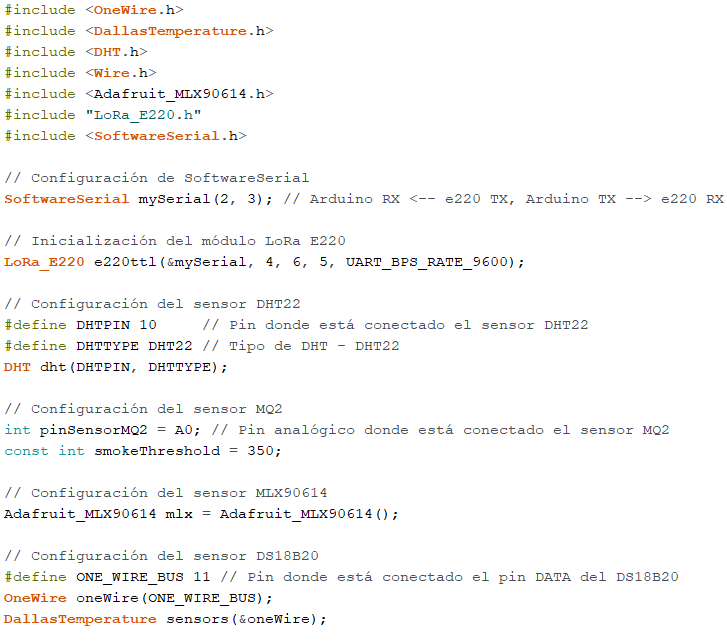 #include <OneWire.h>
#include <DallasTemperature.h>
#include <DHT.h>
#include <Wire.h>
#include <Adafruit_MLX90614.h>
#include "LoRa_E220.h"
#include <SoftwareSerial.h>

// Configuración de SoftwareSerial
SoftwareSerial mySerial(2, 3); // Arduino RX <-- e220 TX, Arduino TX --> e220 RX

// Inicialización del módulo LoRa E220
LoRa_E220 e220ttl(&mySerial, 4, 6, 5, UART_BPS_RATE_9600);

// Configuración del sensor DHT22
#define DHTPIN 10     // Pin donde está conectado el sensor DHT22
#define DHTTYPE DHT22 // Tipo de DHT - DHT22
DHT dht(DHTPIN, DHTTYPE);

// Configuración del sensor MQ2
int pinSensorMQ2 = A0; // Pin analógico donde está conectado el sensor MQ2
const int smokeThreshold = 350;

// Configuración del sensor MLX90614
Adafruit_MLX90614 mlx = Adafruit_MLX90614();

// Configuración del sensor DS18B20
#define ONE_WIRE_BUS 11 // Pin donde está conectado el pin DATA del DS18B20
OneWire oneWire(ONE_WIRE_BUS);
DallasTemperature sensors(&oneWire);